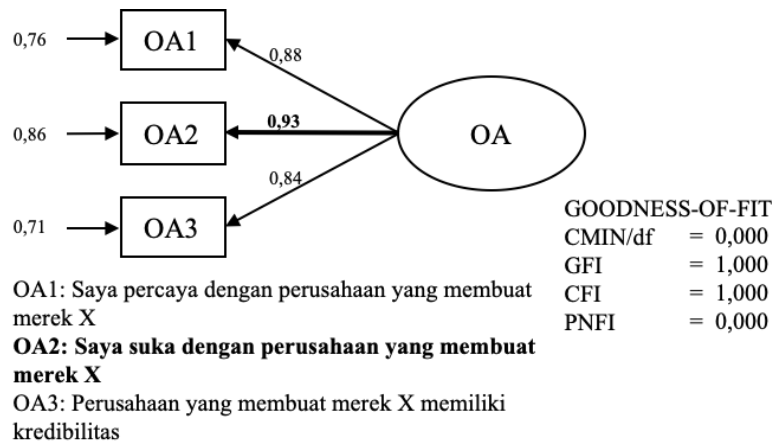 0,76
OA1
0,88
0,86
OA2
0,93
OA
0,84
0,71
OA3
GOODNESS-OF-FIT
CMIN/df = 0,000
GFI = 1,000
CFI = 1,000
PNFI = 0,000
OA1: Saya percaya dengan perusahaan yang membuat
merek X
OA2: Saya suka dengan perusahaan yang membuat
merek X
OA3: Perusahaan yang membuat merek X memiliki
kredibilitas